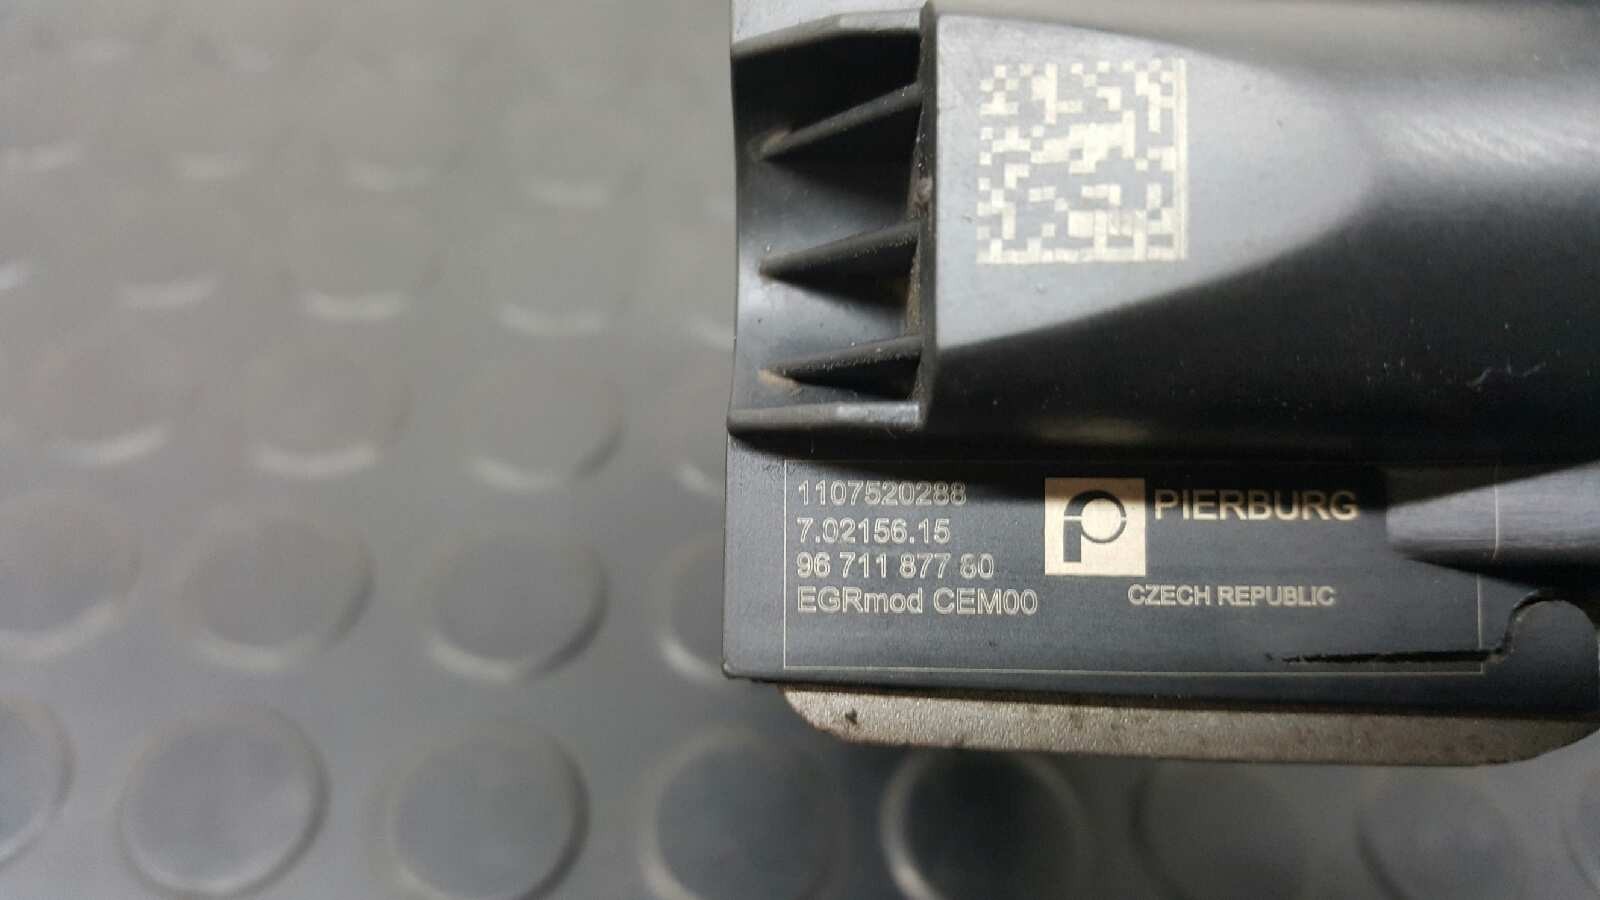 1107520288
7.02156.15
96 711 877 80
EGRmod CEM00
PIERBURG
CZECH REPUBLIC